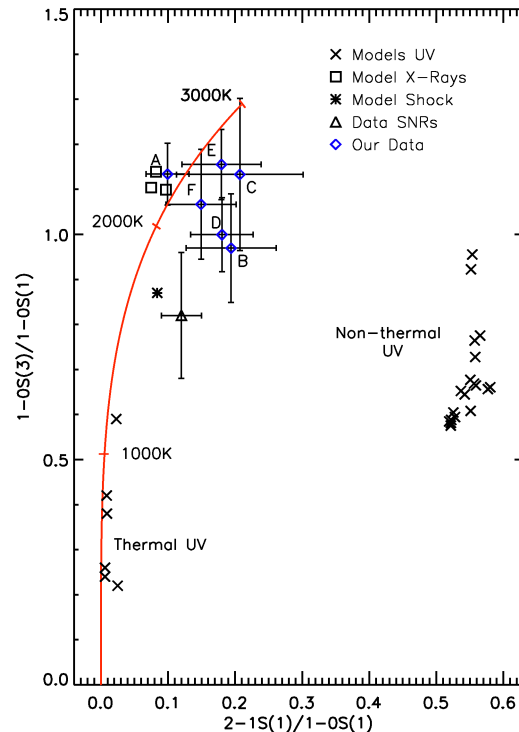 1.5
3000K
× Models UV
□ Model X-Rays
✳ Model Shock
△ Data SNRs
◇ Our Data
A
E
F
C
2000K
D
B
1.0
1-0S(3)/1-0S(1)
Non-thermal
UV
1000K
0.5
Thermal UV
0.0
0.0 0.1 0.2 0.3 0.4 0.5 0.6
2-1S(1)/1-0S(1)